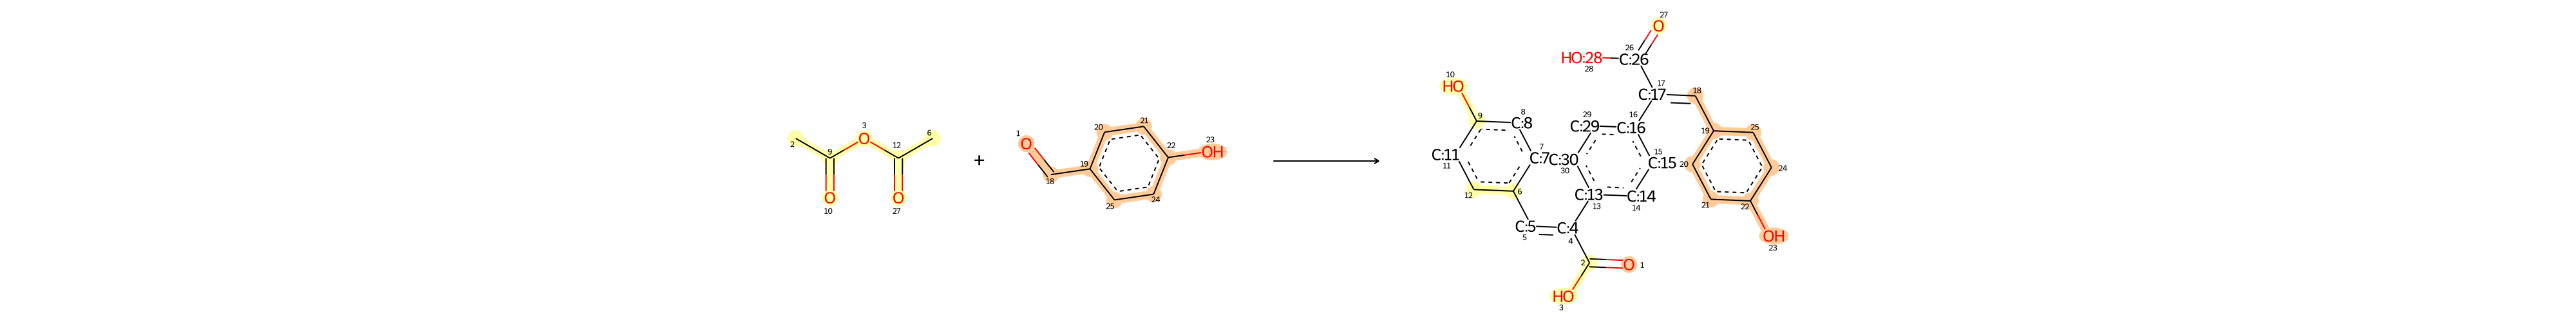 27
O
26
HO:28 C:26
28
10 17
HO C:17 18
3 6 1 20 21 23 8 29 16
O O OH C:8 C:29 C:16 19 25
2 9 12 + 19 22 9 7 15
C:11 C:7 C:30 C:15 20 24
11 30
18 12 6 C:13 C:14 21 22
O O 25 24 13 14
10 27 C:5 C:4 OH
5 4 23
2 O 1
HO
3